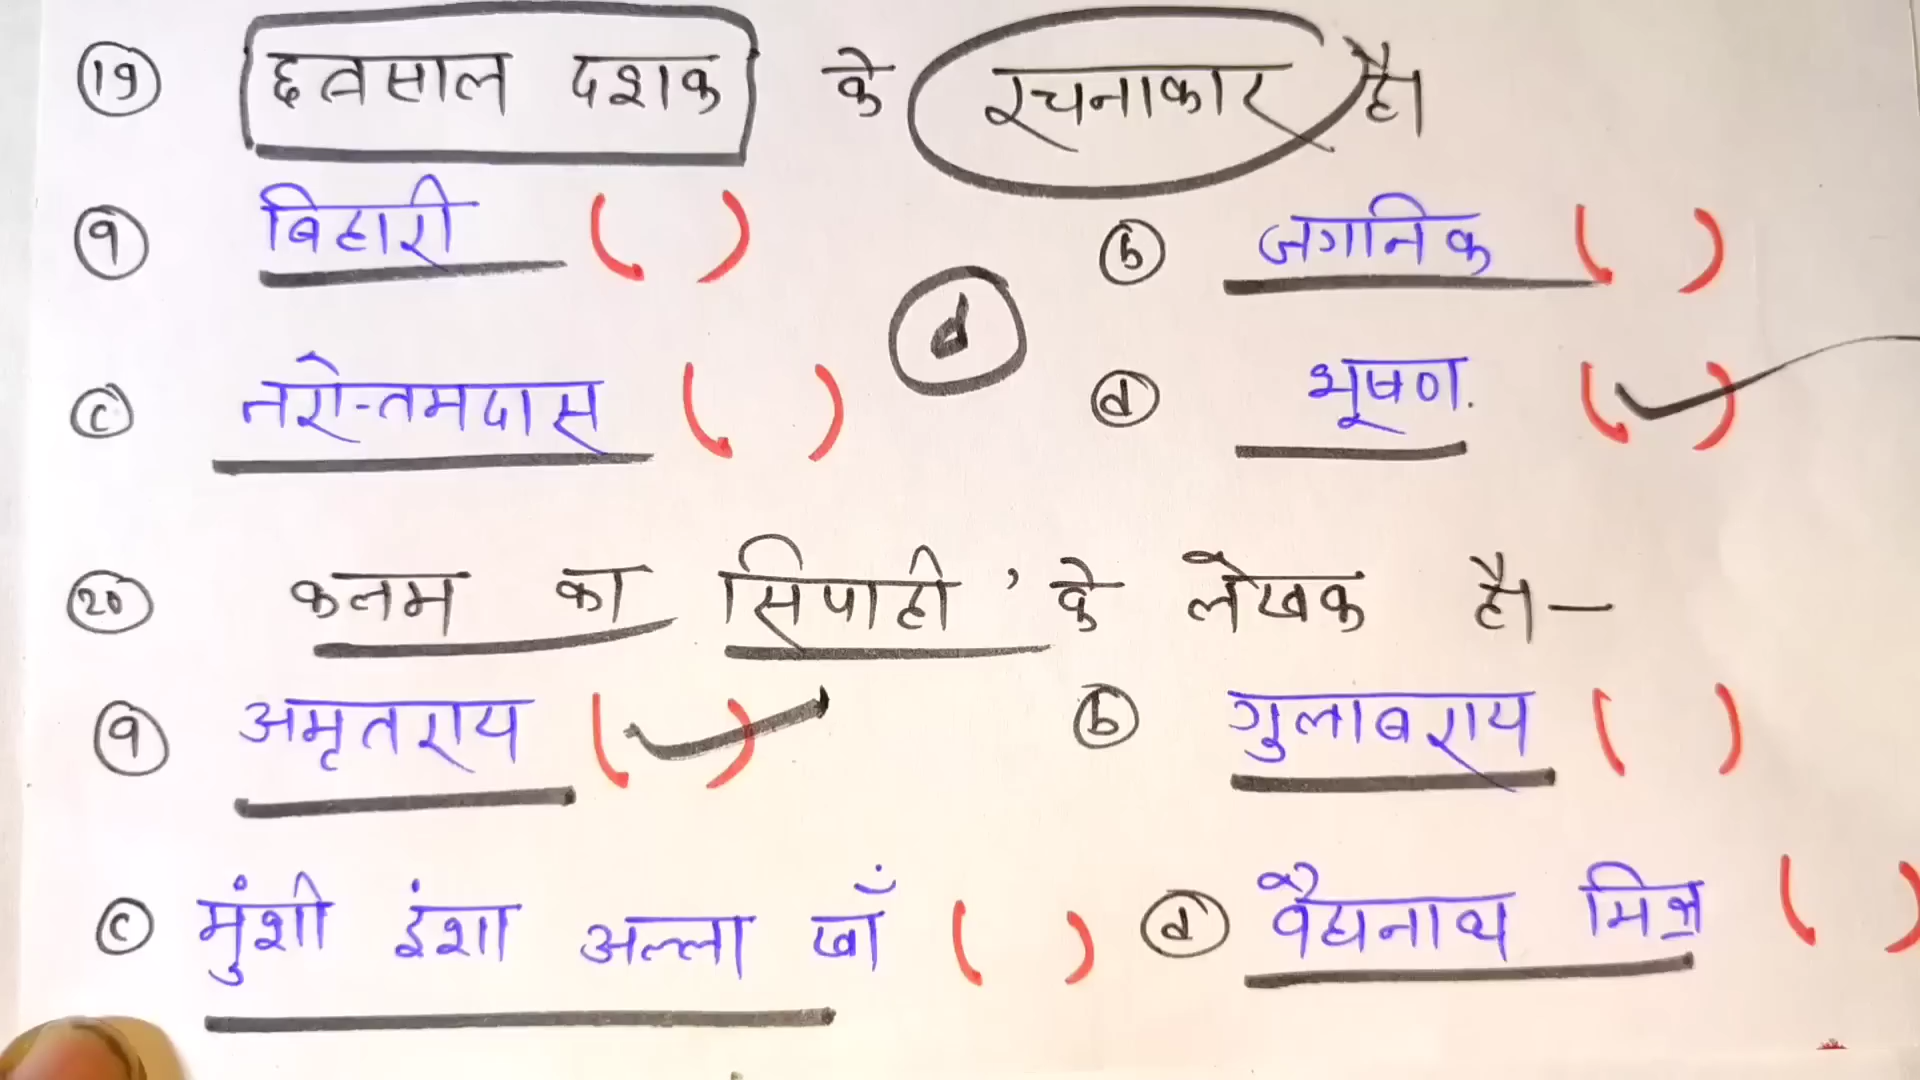 19 छत्रसाल दशक के रचनाकार है।
a बिहारी ( ) b जगनिक ( )
d
c नरोत्तमदास ( ) d भूषण. ( )
20 कलम का सिपाही ' के लेखक है।—
a अमृतराय ( ) b गुलाबराय ( )
c मुंशी इंशा अल्ला खाँ ( ) d वैद्यनाथ मिश्र ( )